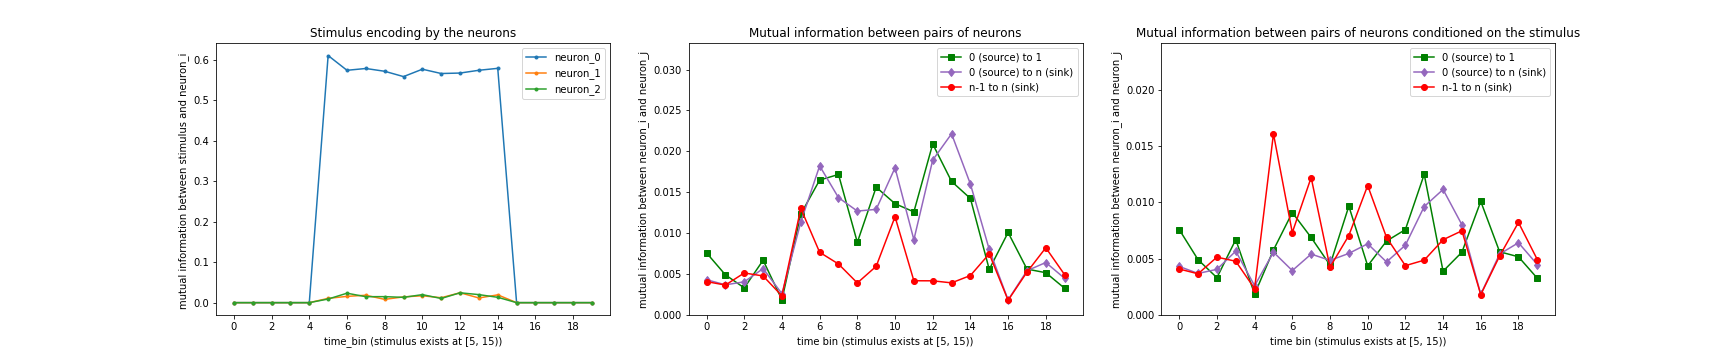 Stimulus encoding by the neurons
mutual information between stimulus and neuron_i
0.6
0.5
0.4
0.3
0.2
0.1
0.0
neuron_0
neuron_1
neuron_2
0 2 4 6 8 10 12 14 16 18
time_bin (stimulus exists at [5, 15))
Mutual information between pairs of neurons
mutual information between neuron_i and neuron_j
0.030
0.025
0.020
0.015
0.010
0.005
0.000
0 (source) to 1
0 (source) to n (sink)
n-1 to n (sink)
0 2 4 6 8 10 12 14 16 18
time bin (stimulus exists at [5, 15))
Mutual information between pairs of neurons conditioned on the stimulus
mutual information between neuron_i and neuron_j
0.020
0.015
0.010
0.005
0.000
0 (source) to 1
0 (source) to n (sink)
n-1 to n (sink)
0 2 4 6 8 10 12 14 16 18
time bin (stimulus exists at [5, 15))